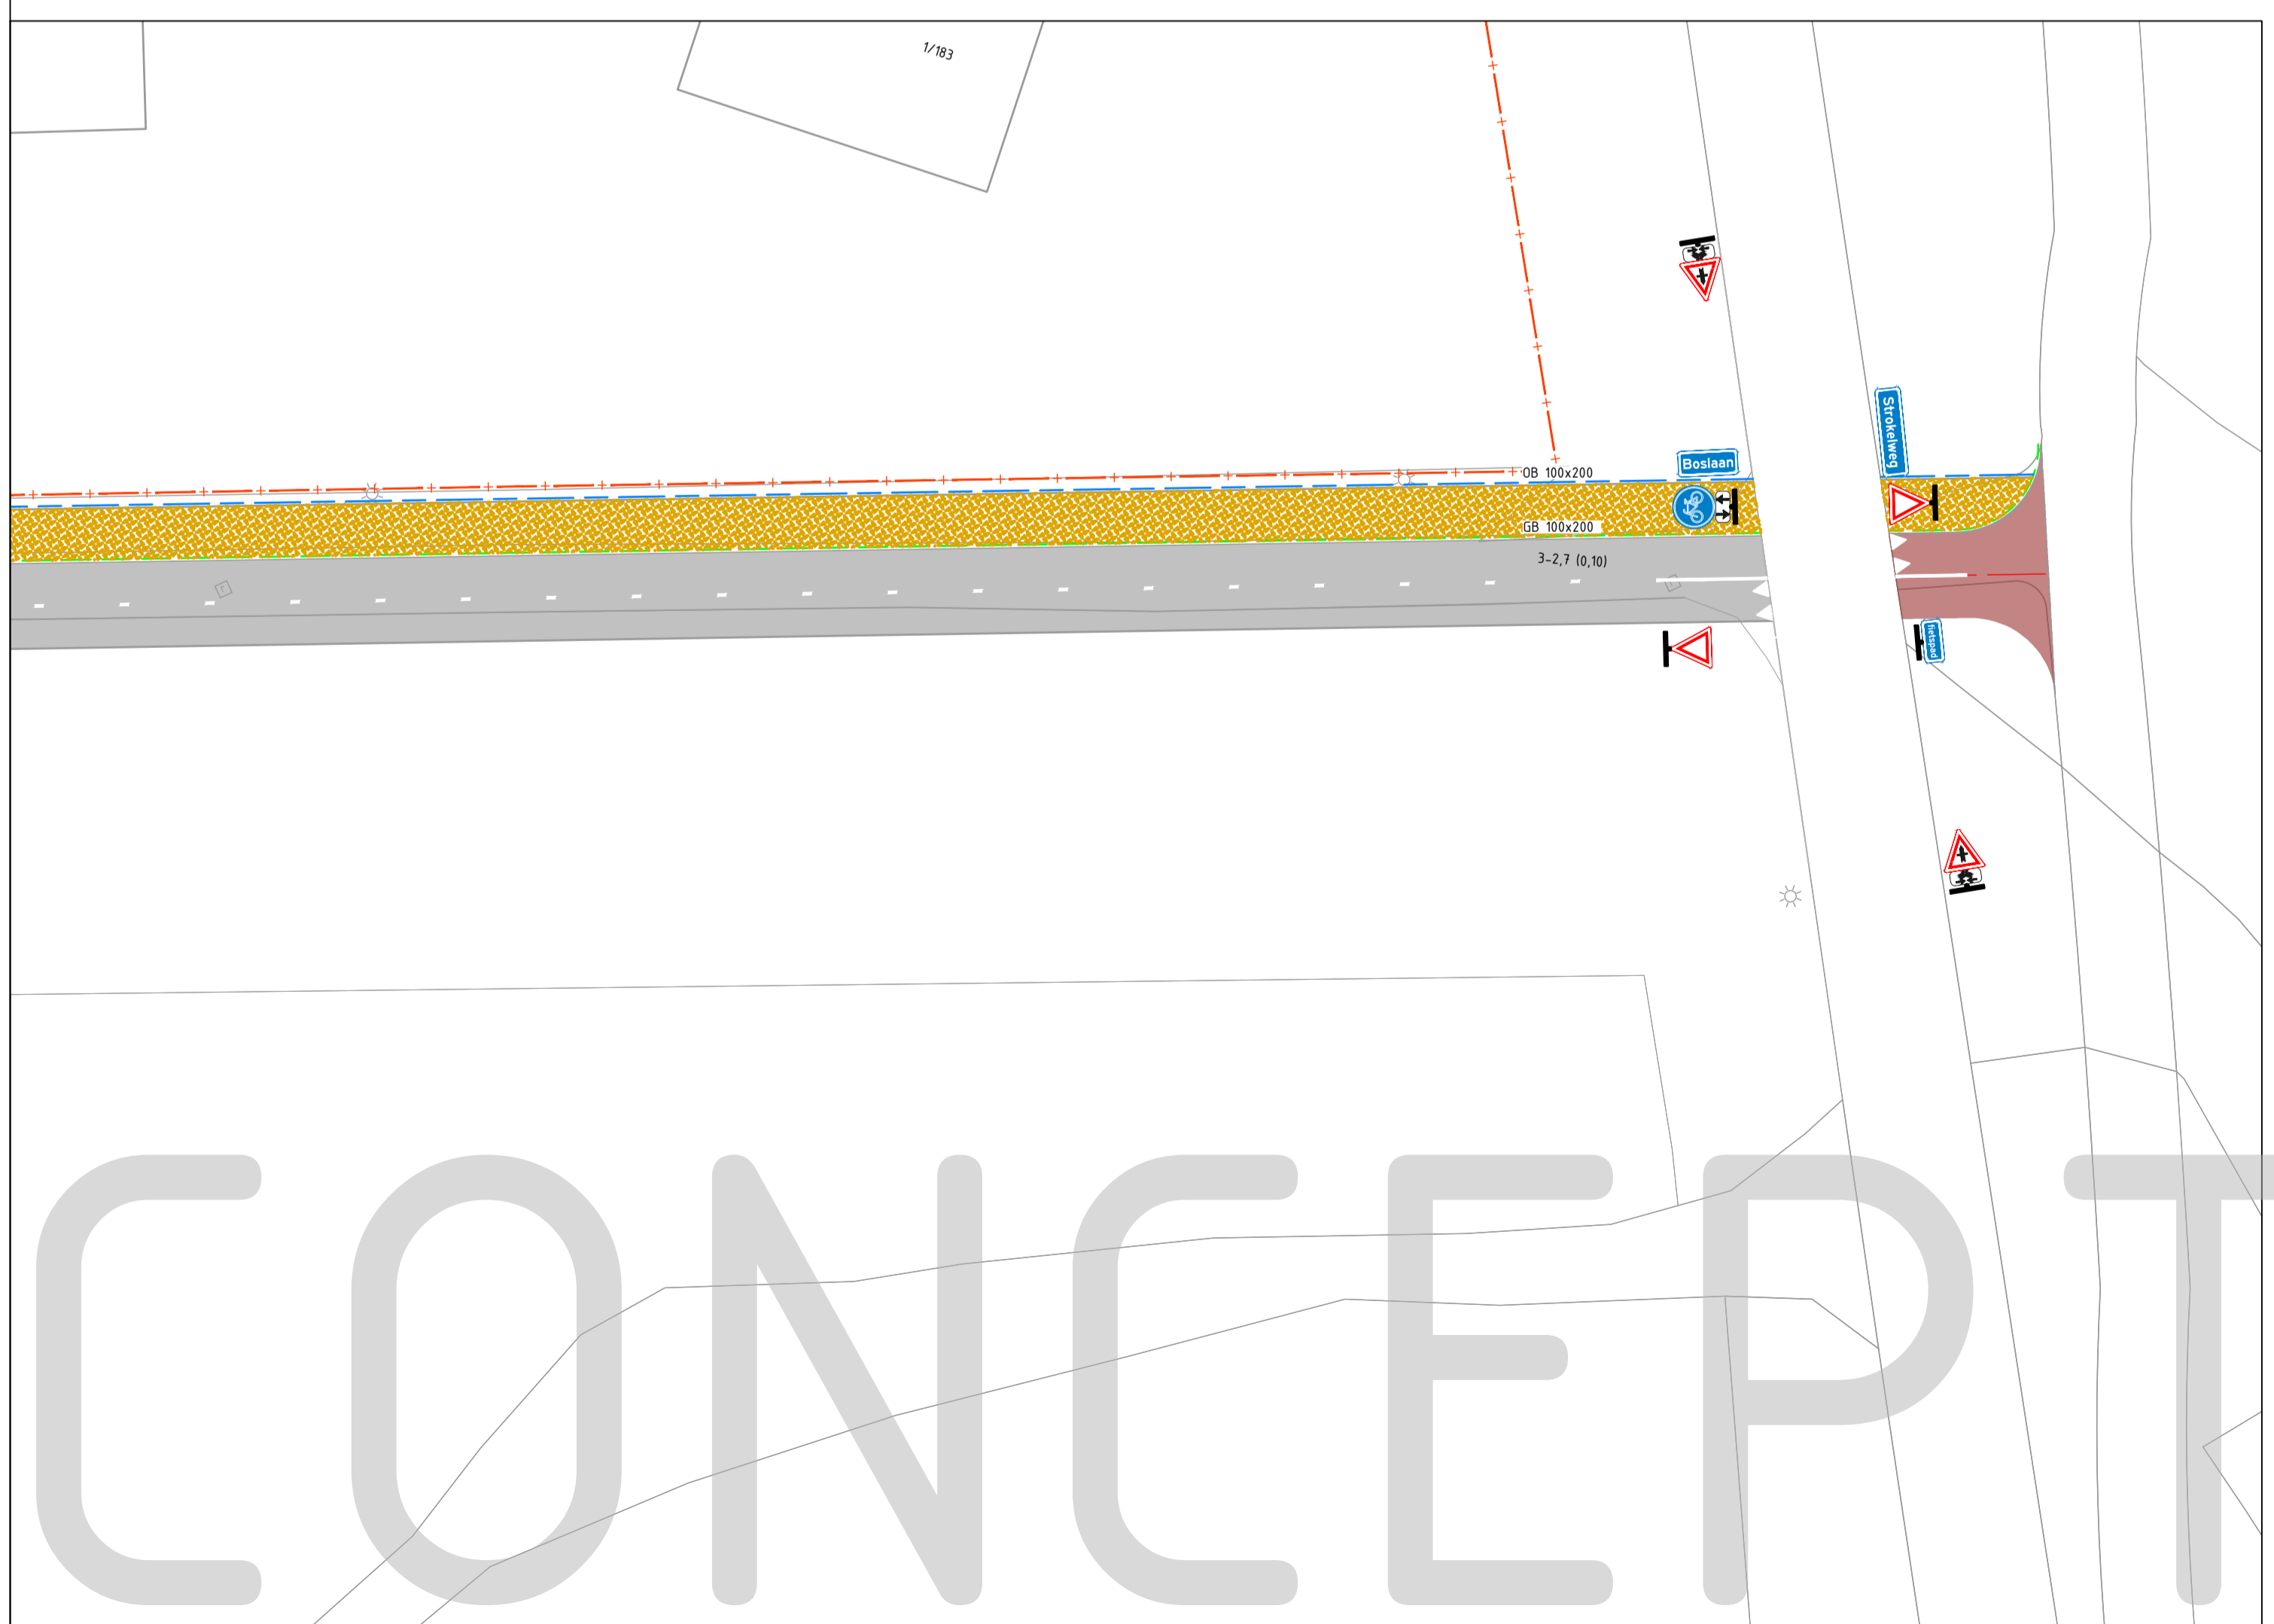 1/183
Strokelweg
Boslaan
OB 100x200
GB 100x200
3-2,7 (0,10)
fietspad
CONCEPT